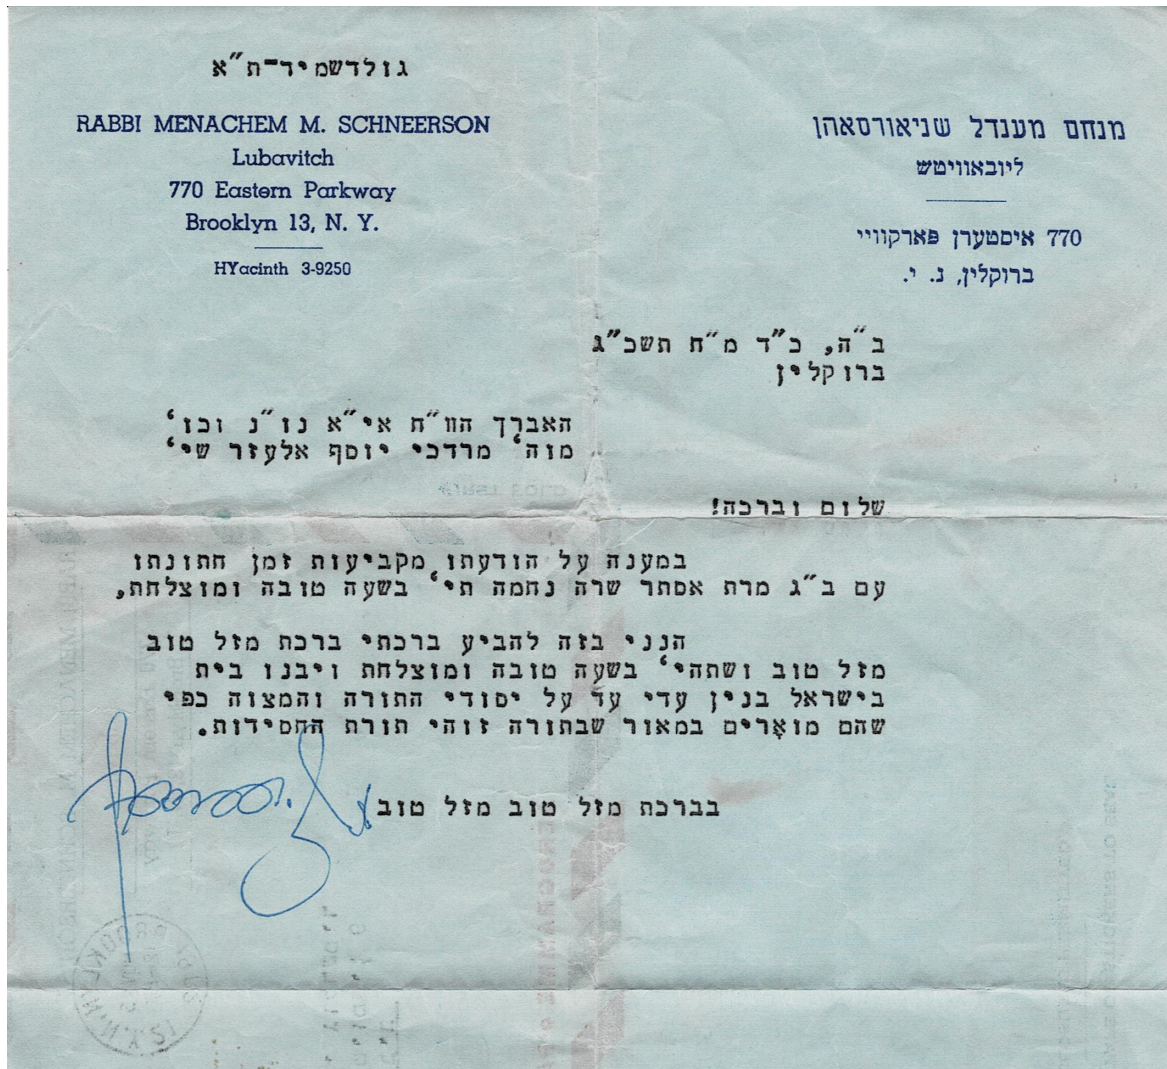 גולדשמיד-ת"א
RABBI MENACHEM M. SCHNEERSON
Lubavitch
770 Eastern Parkway
Brooklyn 13, N. Y.
HYacinth 3-9250
מנחם מענדל שניאורסאהן
ליובאוויטש
770 איסטערן פארקוויי
ברוקלין, נ. י.
ב"ה, כ"ד מ"ח תשכ"ג
ברוקלין
האברך הוו"ח אי"א נו"נ וכו'
מוה' מרדכי יוסף אלעזר שי'
שלום וברכה!
במענה על הודעתו מקביעות זמן חתונתו
עם ב"ג מרת אסתר שרה נחמה תי' בשעה טובה ומוצלחת,
הנני בזה להביע ברכתי ברכת מזל טוב
מזל טוב ושתהי' בשעה טובה ומוצלחת ויבנו בית
בישראל בנין עדי עד על יסודי התורה והמצוה כפי
שהם מוארים במאור שבתורה זוהי תורת החסידות.
בברכת מזל טוב מזל טוב